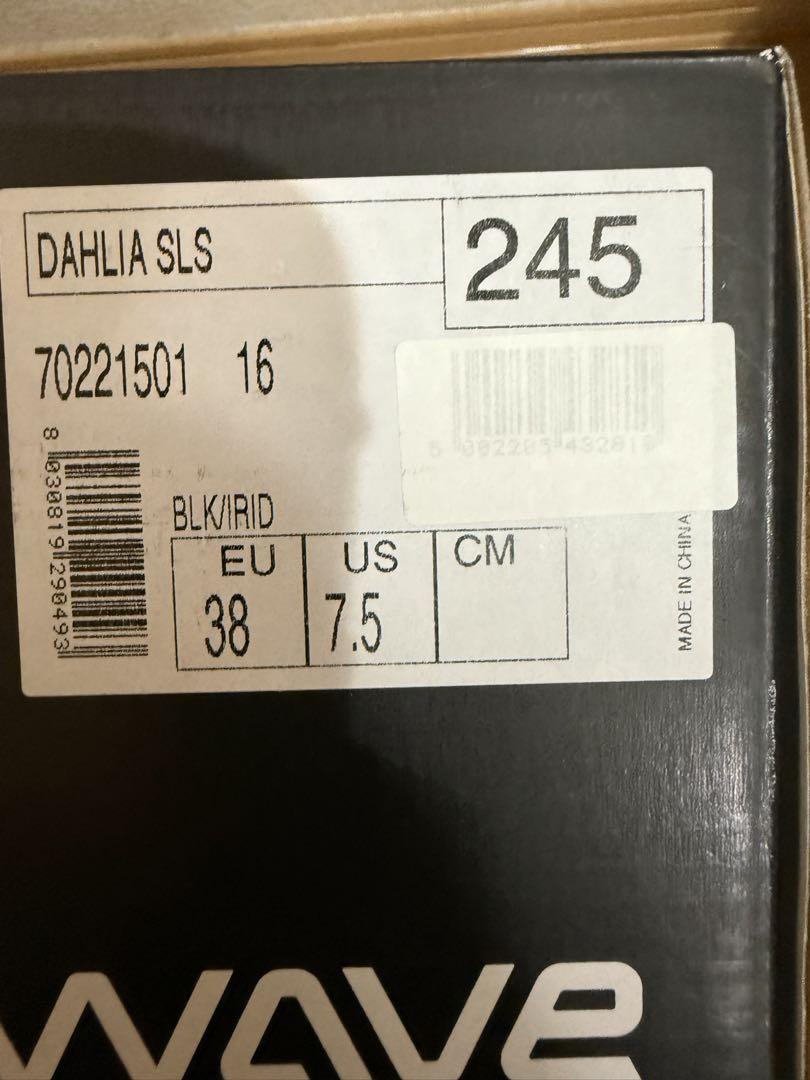 DAHLIA SLS
245
70221501 16
8 030819 290493
BLK/IRID
EU US CM
38 7.5
MADE IN CHINA
wave